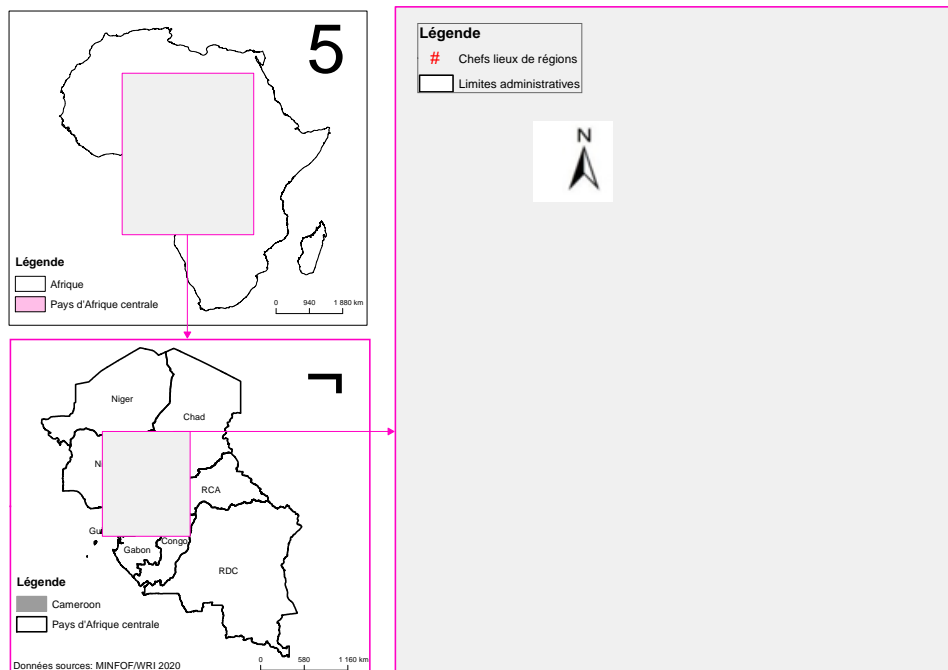 5
Légende
Afrique
Pays d'Afrique centrale
0 940 1 880 km
Niger
Chad
N
RCA
Gu
Congo
Gabon
RDC
Légende
Cameroon
Pays d'Afrique centrale
Données sources: MINFOF/WRI 2020
0 580 1 160 km
Légende
# Chefs lieux de régions
Limites administratives
N